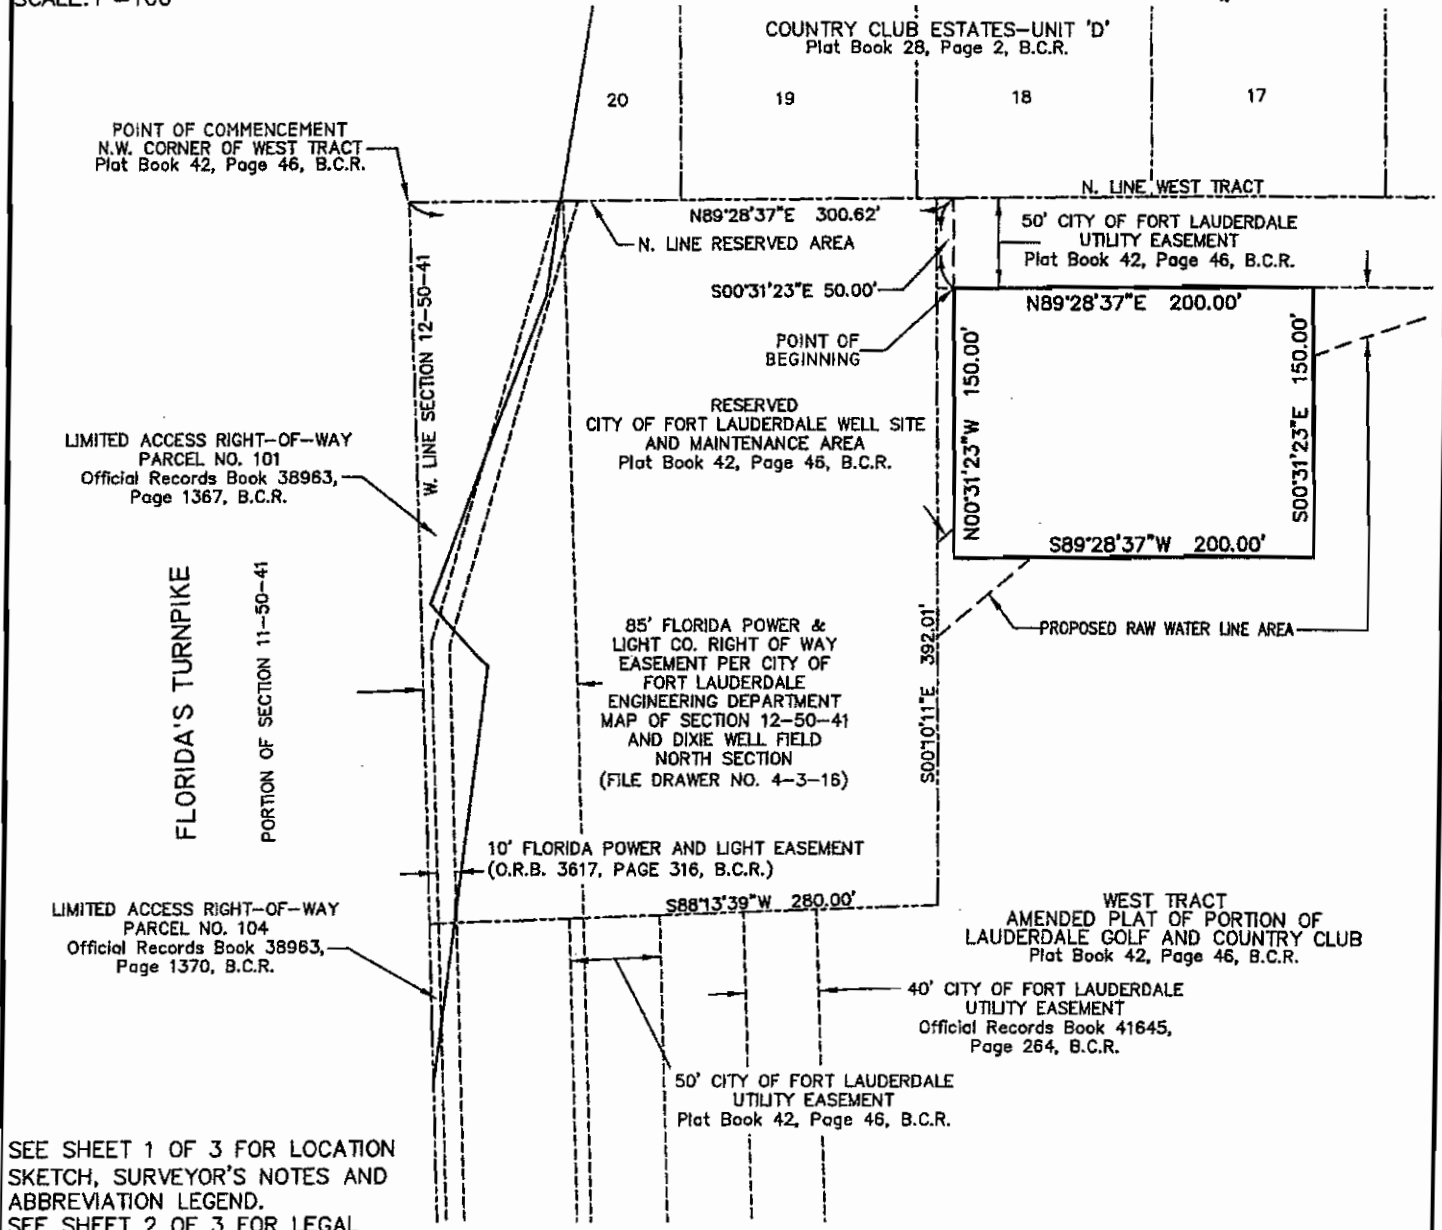 SCALE: 1"=100'
COUNTRY CLUB ESTATES-UNIT 'D'
Plat Book 28, Page 2, B.C.R.
20
19
18
17
POINT OF COMMENCEMENT
N.W. CORNER OF WEST TRACT
Plat Book 42, Page 46, B.C.R.
N. LINE WEST TRACT
N89°28'37"E 300.62'
N. LINE RESERVED AREA
50' CITY OF FORT LAUDERDALE
UTILITY EASEMENT
Plat Book 42, Page 46, B.C.R.
S00°31'23"E 50.00'
W. LINE SECTION 12-50-41
N89°28'37"E 200.00'
POINT OF
BEGINNING
N00°31'23"W 150.00'
S00°31'23"E 150.00'
RESERVED
CITY OF FORT LAUDERDALE WELL SITE
AND MAINTENANCE AREA
Plat Book 42, Page 46, B.C.R.
LIMITED ACCESS RIGHT-OF-WAY
PARCEL NO. 101
Official Records Book 38963,
Page 1367, B.C.R.
S89°28'37"W 200.00'
FLORIDA'S TURNPIKE
PORTION OF SECTION 11-50-41
85' FLORIDA POWER &
LIGHT CO. RIGHT OF WAY
EASEMENT PER CITY OF
FORT LAUDERDALE
ENGINEERING DEPARTMENT
MAP OF SECTION 12-50-41
AND DIXIE WELL FIELD
NORTH SECTION
(FILE DRAWER NO. 4-3-16)
S00°10'11"E 392.01'
PROPOSED RAW WATER LINE AREA
10' FLORIDA POWER AND LIGHT EASEMENT
(O.R.B. 3617, PAGE 316, B.C.R.)
S88°13'39"W 280.00'
LIMITED ACCESS RIGHT-OF-WAY
PARCEL NO. 104
Official Records Book 38963,
Page 1370, B.C.R.
WEST TRACT
AMENDED PLAT OF PORTION OF
LAUDERDALE GOLF AND COUNTRY CLUB
Plat Book 42, Page 46, B.C.R.
40' CITY OF FORT LAUDERDALE
UTILITY EASEMENT
Official Records Book 41645,
Page 264, B.C.R.
50' CITY OF FORT LAUDERDALE
UTILITY EASEMENT
Plat Book 42, Page 46, B.C.R.
SEE SHEET 1 OF 3 FOR LOCATION
SKETCH, SURVEYOR'S NOTES AND
ABBREVIATION LEGEND.
SEE SHEET 2 OF 3 FOR LEGAL